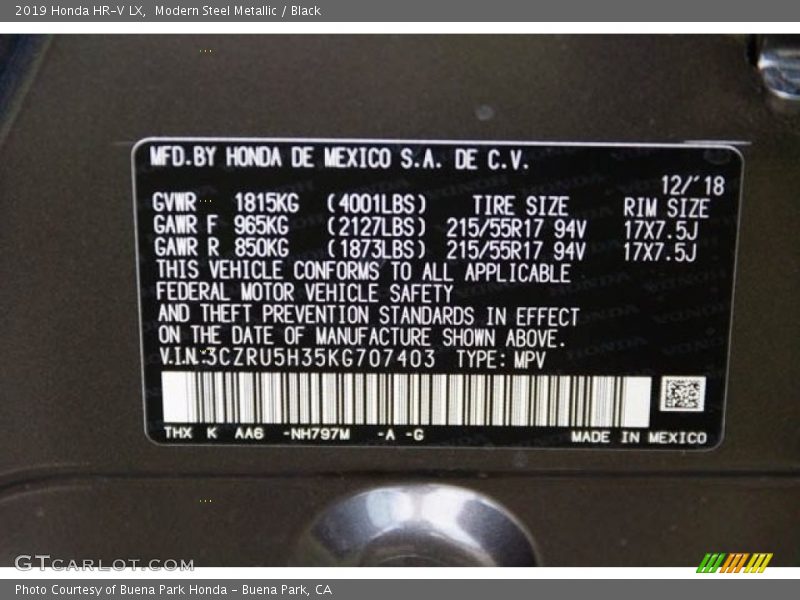 2019 Honda HR-V LX,  Modern Steel Metallic / Black
MFD.BY HONDA DE MEXICO S.A. DE C.V.
12/'18
GVWR 1815KG (4001LBS) TIRE SIZE RIM SIZE
GAWR F 965KG (2127LBS) 215/55R17 94V 17X7.5J
GAWR R 850KG (1873LBS) 215/55R17 94V 17X7.5J
THIS VEHICLE CONFORMS TO ALL APPLICABLE
FEDERAL MOTOR VEHICLE SAFETY
AND THEFT PREVENTION STANDARDS IN EFFECT
ON THE DATE OF MANUFACTURE SHOWN ABOVE.
V.I.N:3CZRU5H35KG707403 TYPE: MPV
THX K AA6 -NH797M -A -G MADE IN MEXICO
GTCARLOT.COM
Photo Courtesy of Buena Park Honda - Buena Park, CA